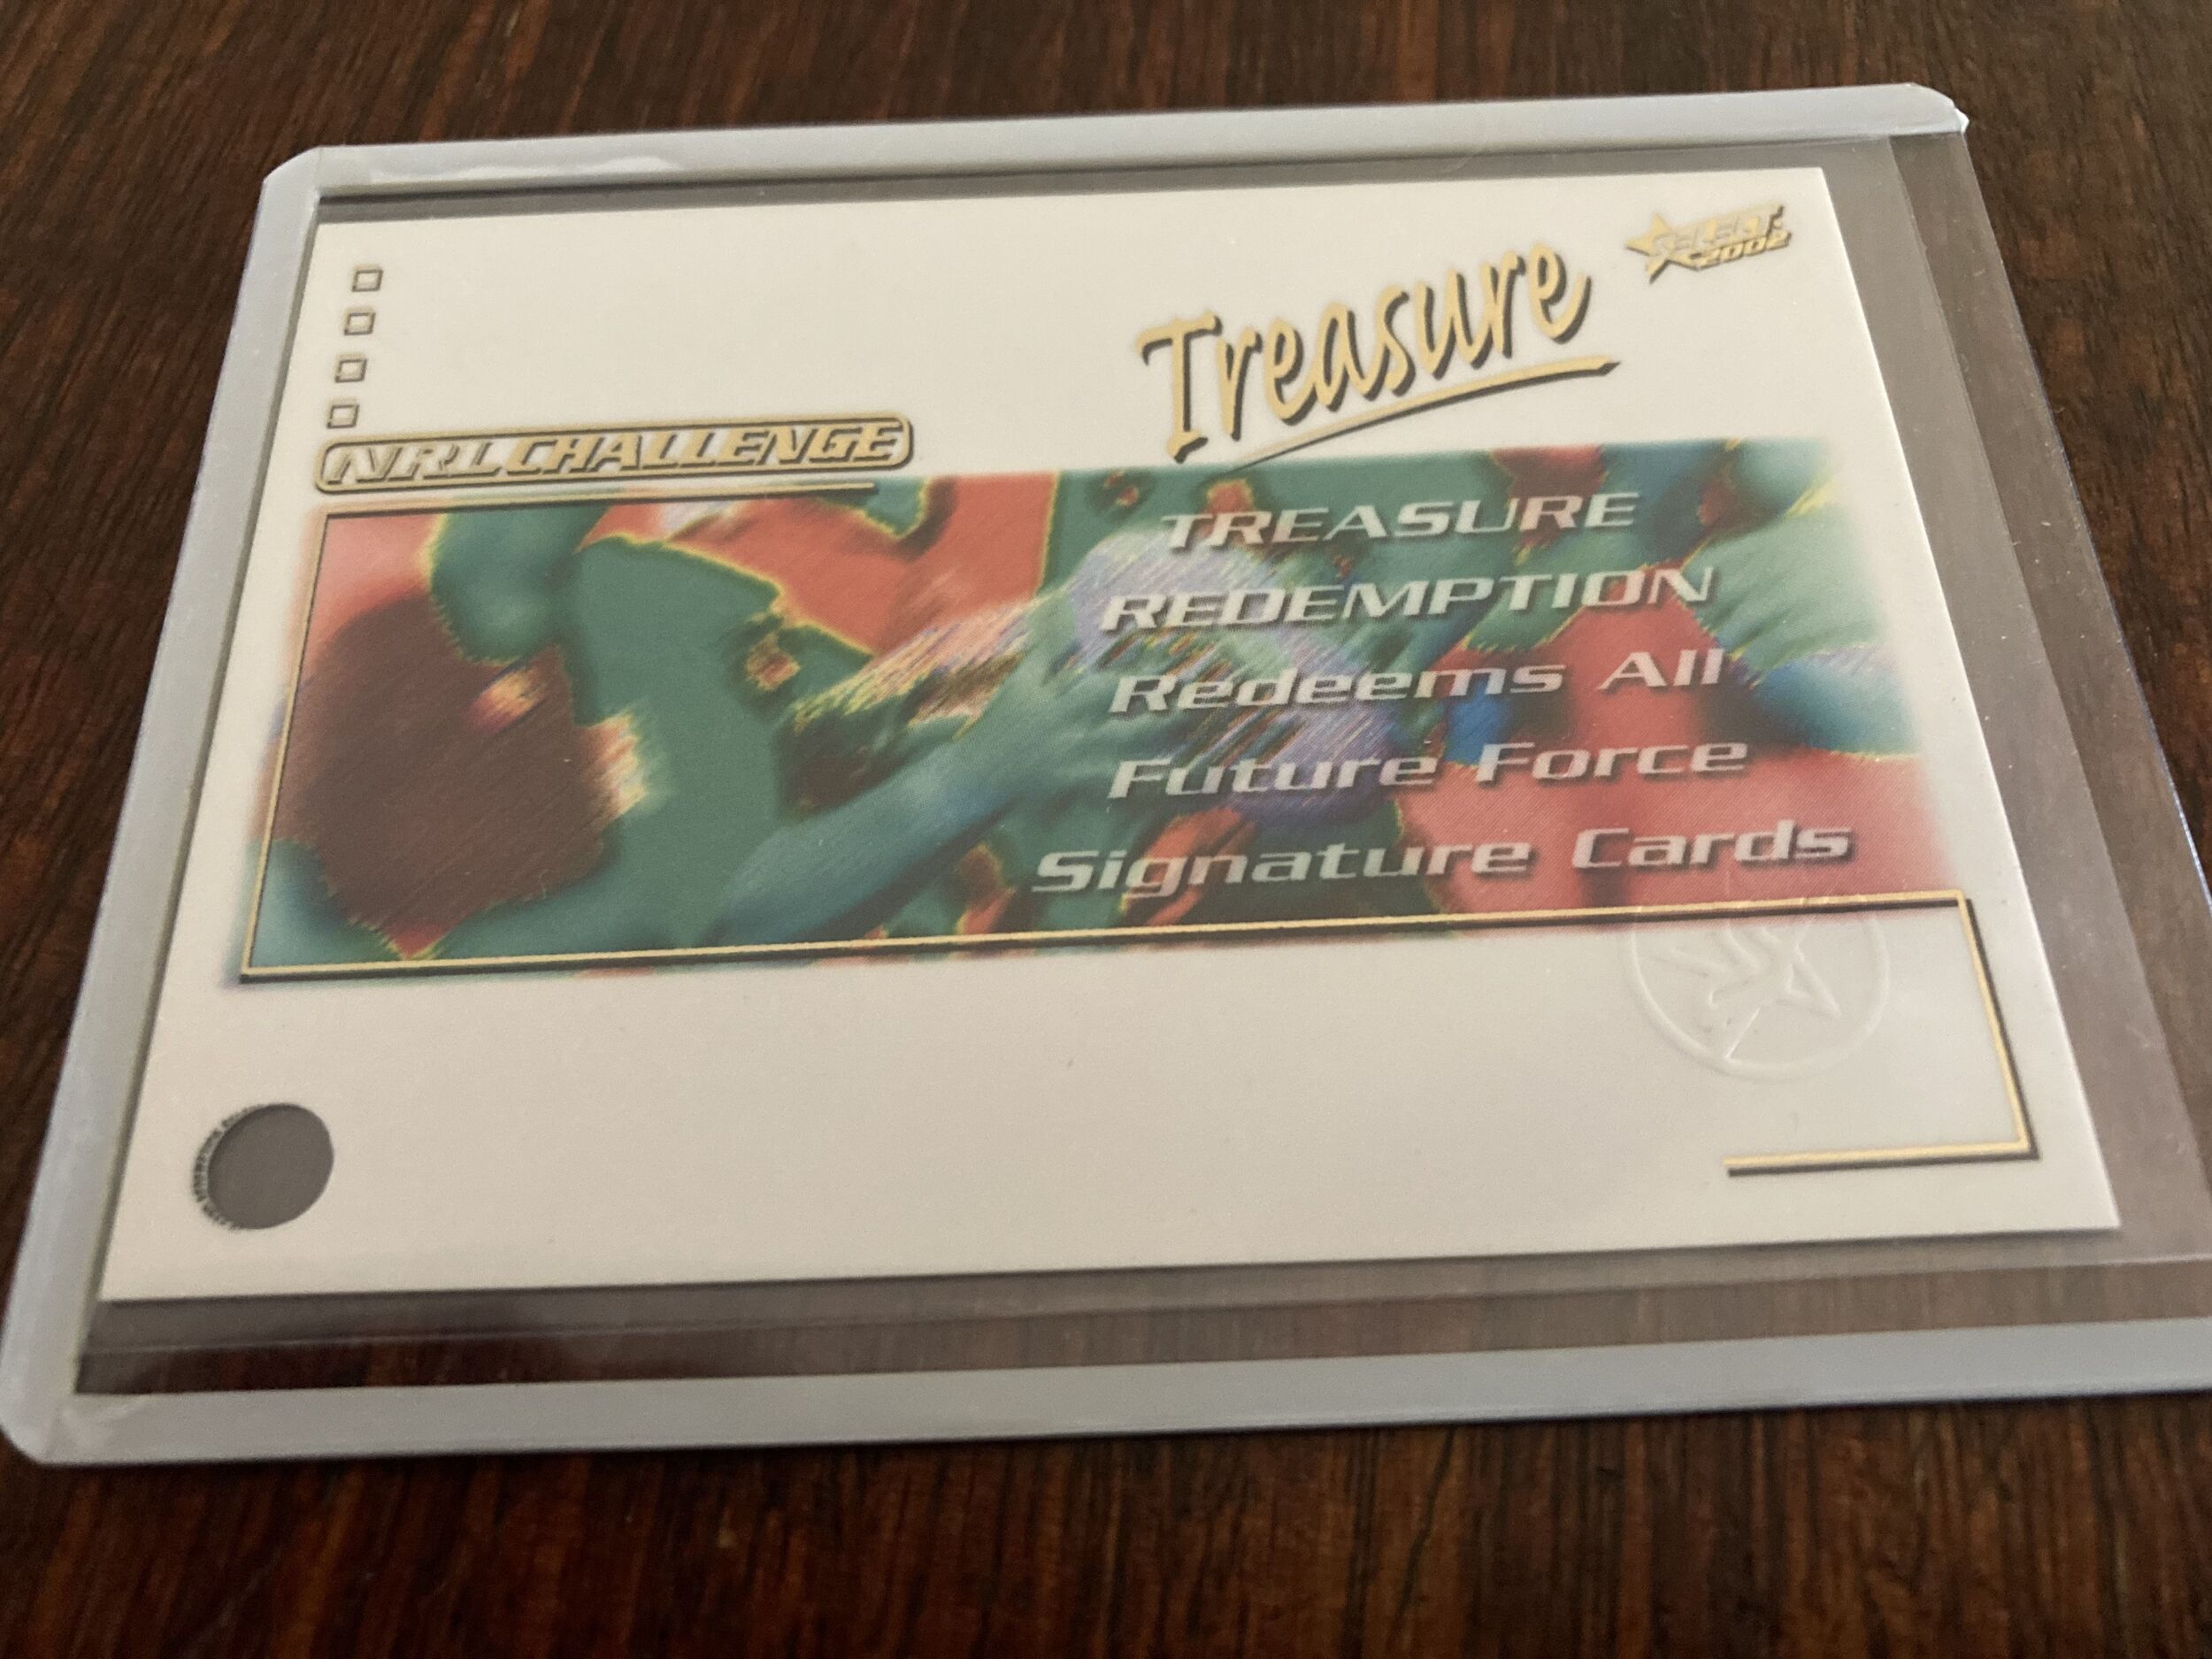 SELECT
2002
Treasure
NRL CHALLENGE
TREASURE
REDEMPTION
Redeems All
Future Force
Signature Cards